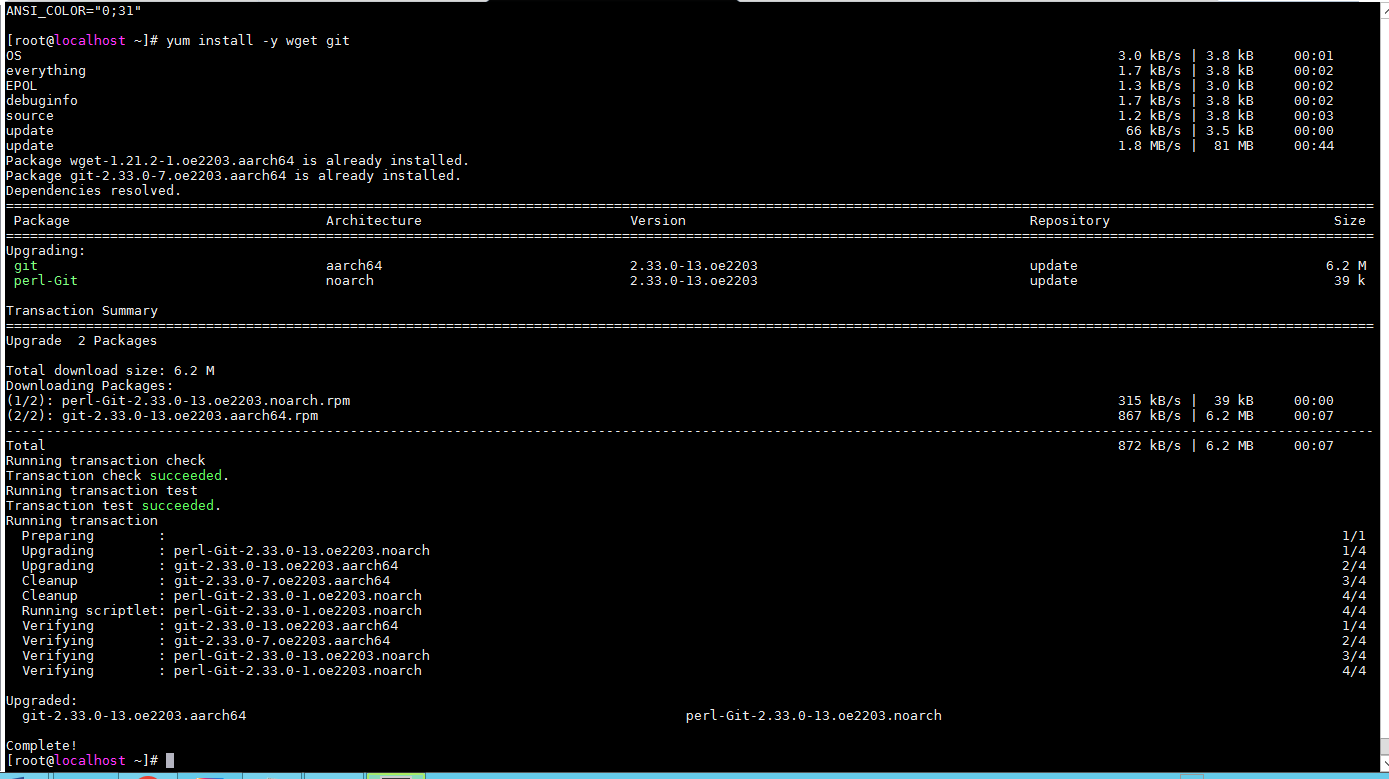 ANSI_COLOR="0;31"
[root@localhost ~]# yum install -y wget git
OS 3.0 kB/s | 3.8 kB 00:01
everything 1.7 kB/s | 3.8 kB 00:02
EPOL 1.3 kB/s | 3.0 kB 00:02
debuginfo 1.7 kB/s | 3.8 kB 00:02
source 1.2 kB/s | 3.8 kB 00:03
update 66 kB/s | 3.5 kB 00:00
update 1.8 MB/s | 81 MB 00:44
Package wget-1.21.2-1.oe2203.aarch64 is already installed.
Package git-2.33.0-7.oe2203.aarch64 is already installed.
Dependencies resolved.
Package Architecture Version Repository Size
Upgrading:
git aarch64 2.33.0-13.oe2203 update 6.2 M
perl-Git noarch 2.33.0-13.oe2203 update 39 k
Transaction Summary
Upgrade 2 Packages
Total download size: 6.2 M
Downloading Packages:
(1/2): perl-Git-2.33.0-13.oe2203.noarch.rpm 315 kB/s | 39 kB 00:00
(2/2): git-2.33.0-13.oe2203.aarch64.rpm 867 kB/s | 6.2 MB 00:07
Total 872 kB/s | 6.2 MB 00:07
Running transaction check
Transaction check succeeded.
Running transaction test
Transaction test succeeded.
Running transaction
Preparing : 1/1
Upgrading : perl-Git-2.33.0-13.oe2203.noarch 1/4
Upgrading : git-2.33.0-13.oe2203.aarch64 2/4
Cleanup : git-2.33.0-7.oe2203.aarch64 3/4
Cleanup : perl-Git-2.33.0-1.oe2203.noarch 4/4
Running scriptlet: perl-Git-2.33.0-1.oe2203.noarch 4/4
Verifying : git-2.33.0-13.oe2203.aarch64 1/4
Verifying : git-2.33.0-7.oe2203.aarch64 2/4
Verifying : perl-Git-2.33.0-13.oe2203.noarch 3/4
Verifying : perl-Git-2.33.0-1.oe2203.noarch 4/4
Upgraded:
git-2.33.0-13.oe2203.aarch64 perl-Git-2.33.0-13.oe2203.noarch
Complete!
[root@localhost ~]#